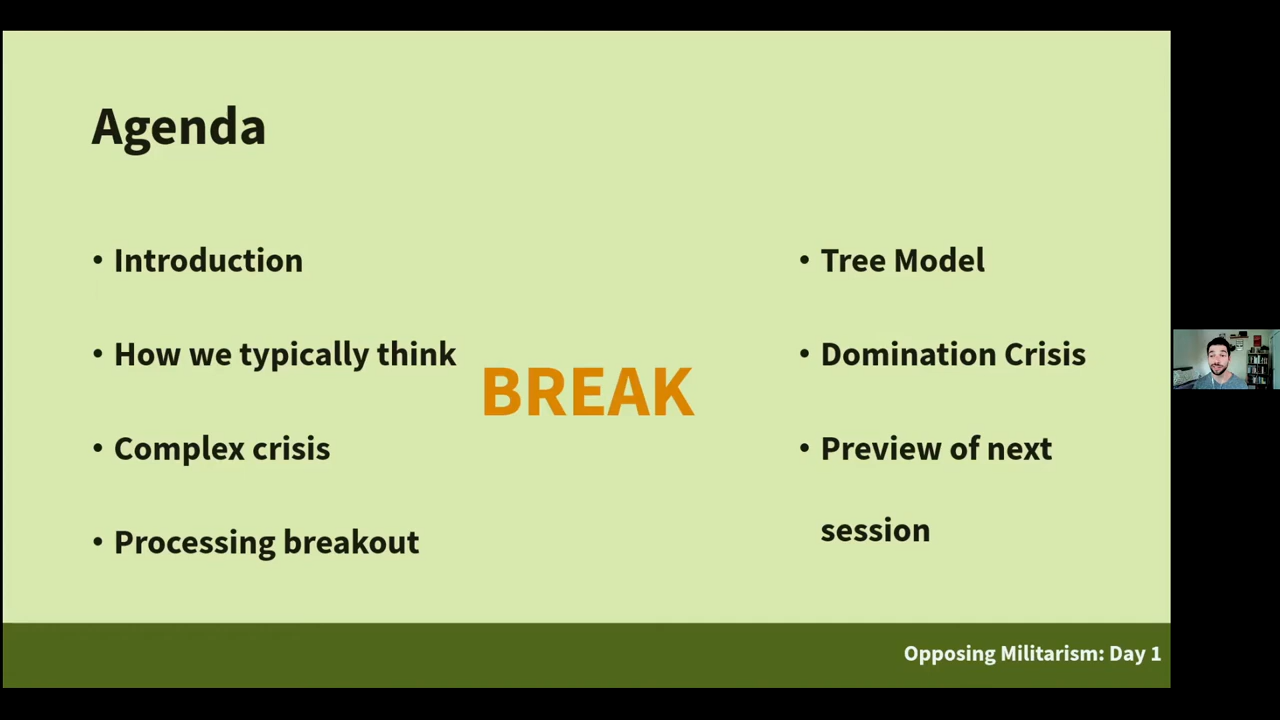 Agenda
• Introduction
• How we typically think
• Complex crisis
• Processing breakout
BREAK
• Tree Model
• Domination Crisis
• Preview of next
session
Opposing Militarism: Day 1